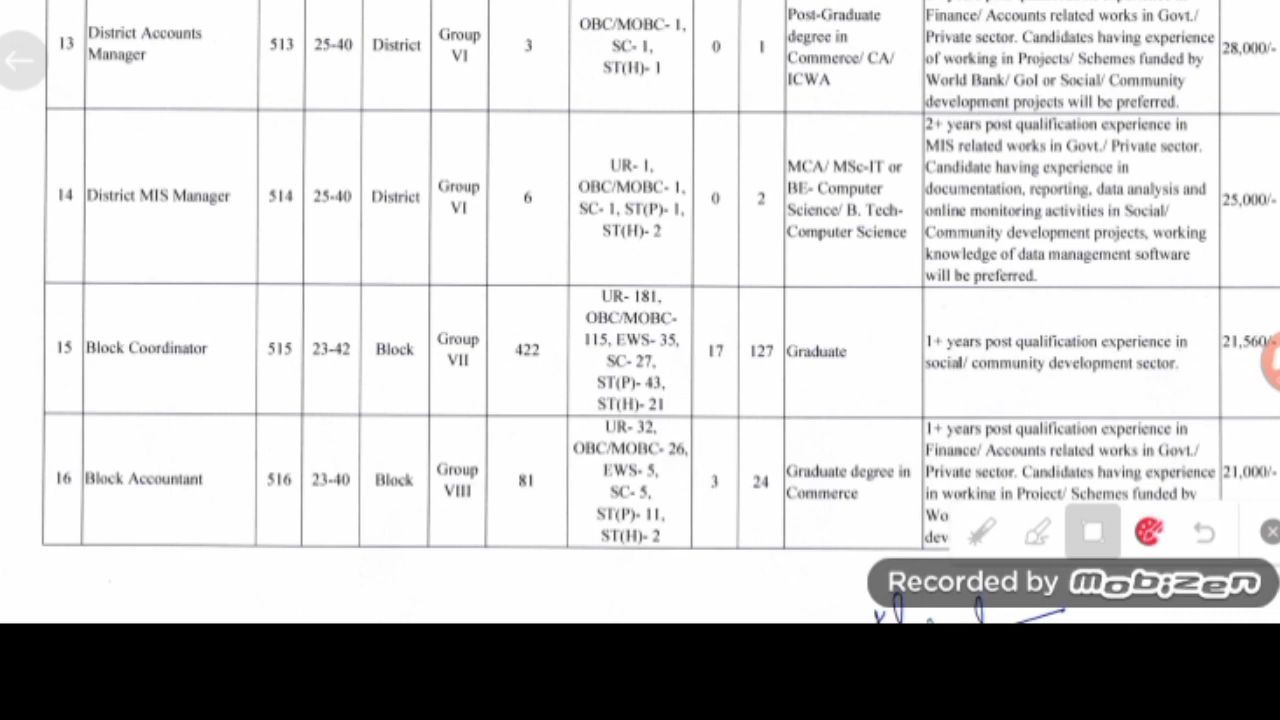 13 District Accounts Manager 513 25-40 District Group VI 3 OBC/MOBC- 1, SC- 1, ST(H)- 1 0 1 Post-Graduate degree in Commerce/ CA/ ICWA Finance/ Accounts related works in Govt./ Private sector. Candidates having experience of working in Projects/ Schemes funded by World Bank/ GoI or Social/ Community development projects will be preferred. 28,000/-
14 District MIS Manager 514 25-40 District Group VI 6 UR- 1, OBC/MOBC- 1, SC- 1, ST(P)- 1, ST(H)- 2 0 2 MCA/ MSc-IT or BE- Computer Science/ B. Tech- Computer Science 2+ years post qualification experience in MIS related works in Govt./ Private sector. Candidate having experience in documentation, reporting, data analysis and online monitoring activities in Social/ Community development projects, working knowledge of data management software will be preferred. 25,000/-
15 Block Coordinator 515 23-42 Block Group VII 422 UR- 181, OBC/MOBC- 115, EWS- 35, SC- 27, ST(P)- 43, ST(H)- 21 17 127 Graduate 1+ years post qualification experience in social/ community development sector. 21,560/-
16 Block Accountant 516 23-40 Block Group VIII 81 UR- 32, OBC/MOBC- 26, EWS- 5, SC- 5, ST(P)- 11, ST(H)- 2 3 24 Graduate degree in Commerce 1+ years post qualification experience in Finance/ Accounts related works in Govt./ Private sector. Candidates having experience in working in Project/ Schemes funded by 21,000/-
Recorded by Mobizen